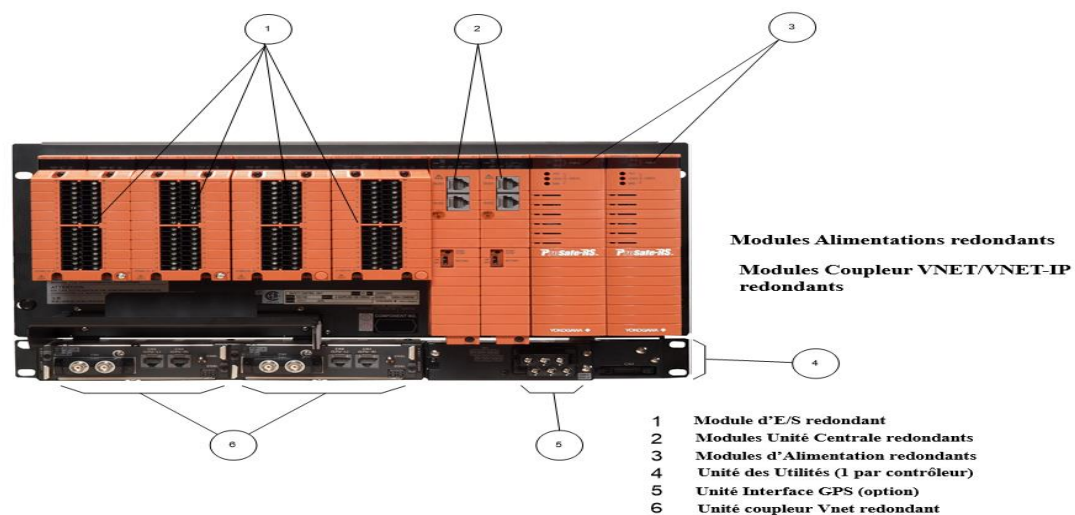 1
2
3
ProSafe-RS.
ProSafe-RS.
YOKOGAWA
YOKOGAWA
Modules Alimentations redondants
Modules Coupleur VNET/VNET-IP
redondants
4
6
5
1 Module d'E/S redondant
2 Modules Unité Centrale redondants
3 Modules d'Alimentation redondants
4 Unité des Utilités (1 par contrôleur)
5 Unité Interface GPS (option)
6 Unité coupleur Vnet redondant